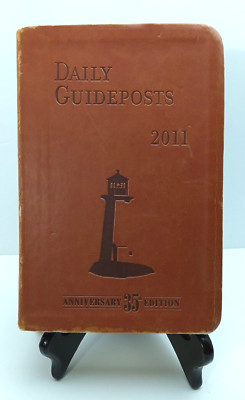 DAILY
GUIDEPOSTS
2011
ANNIVERSARY 35 EDITION